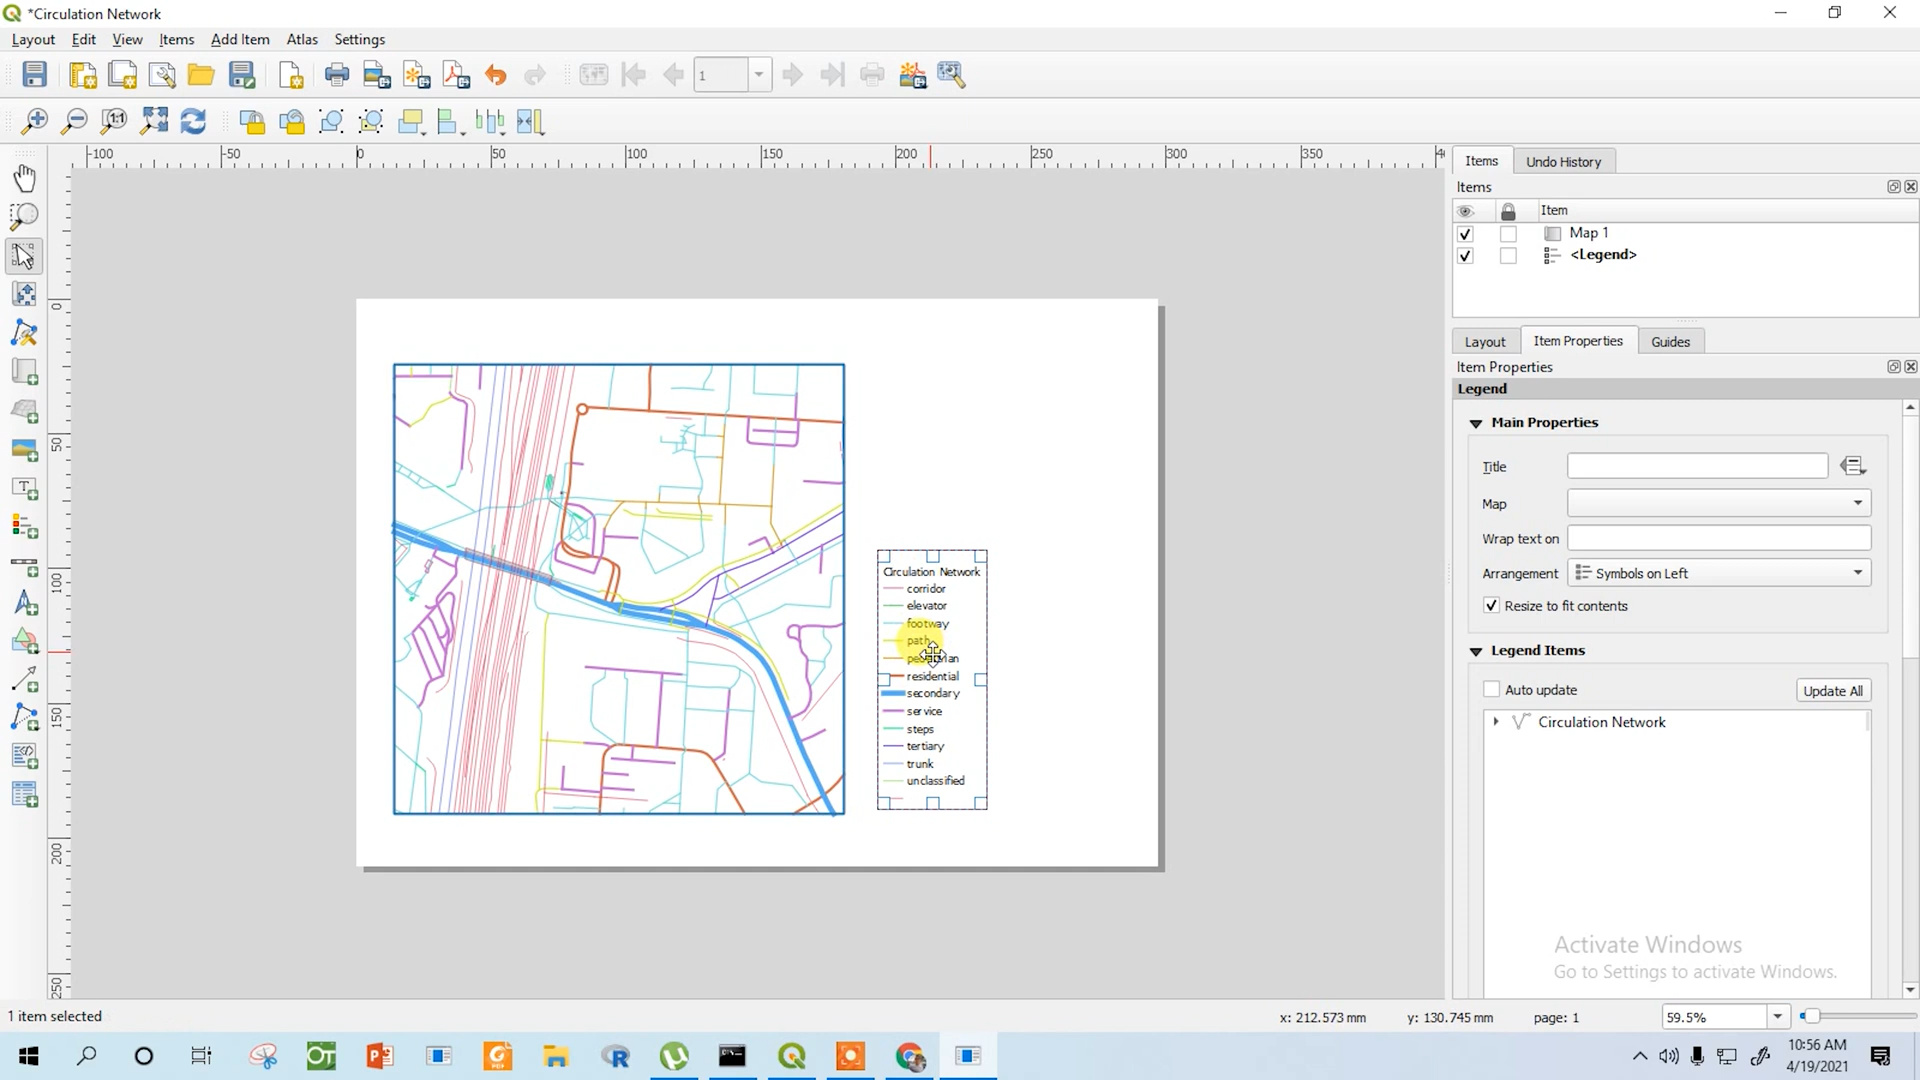 *Circulation Network
Layout Edit View Items Add Item Atlas Settings
1
-100 -50 0 50 100 150 200 250 300 350
0
50
100
150
200
250
Circulation Network
corridor
elevator
footway
path
residential
secondary
service
steps
tertiary
trunk
unclassified
Items Undo History
Items
Item
Map 1
<Legend>
Layout Item Properties Guides
Item Properties
Legend
Main Properties
Title
Map
Wrap text on
Arrangement Symbols on Left
Resize to fit contents
Legend Items
Auto update Update All
Circulation Network
Activate Windows
Go to Settings to activate Windows.
1 item selected x: 212.573 mm y: 130.745 mm page: 1 59.5%
10:56 AM
4/19/2021